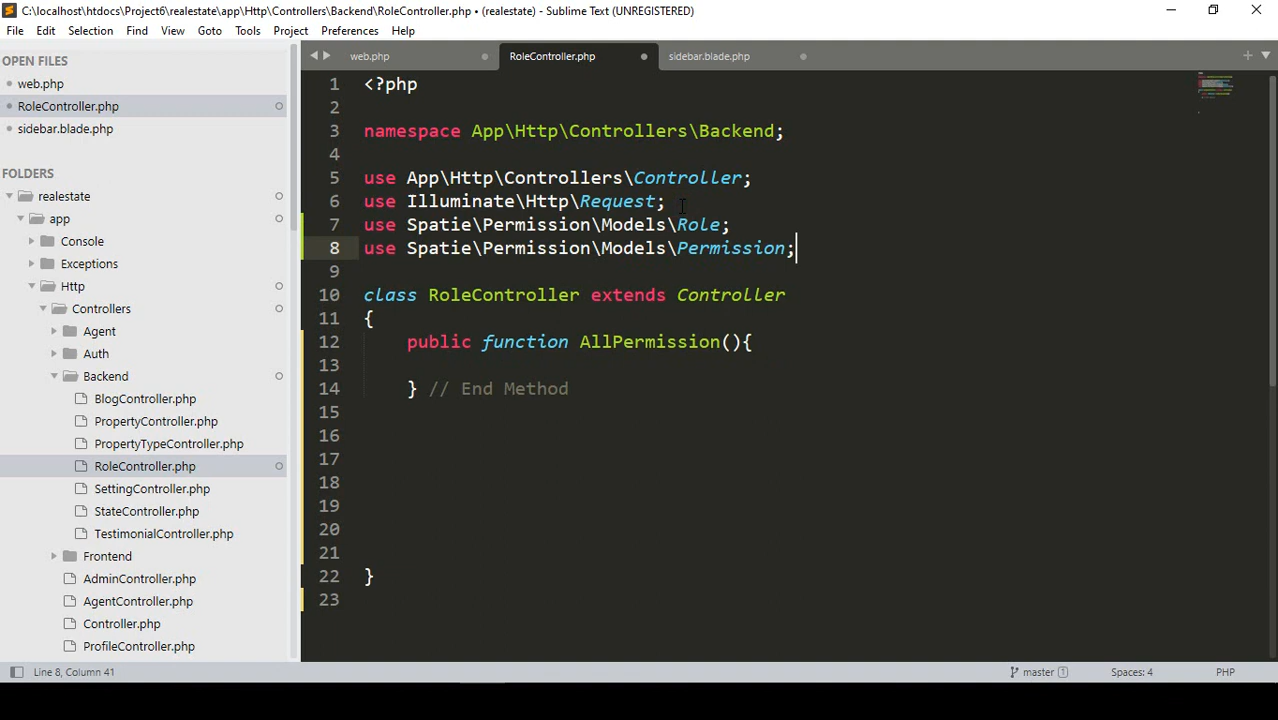 C:\localhost\htdocs\Project6\realestate\app\Http\Controllers\Backend\RoleController.php • (realestate) - Sublime Text (UNREGISTERED)
File Edit Selection Find View Goto Tools Project Preferences Help
OPEN FILES
web.php
RoleController.php
sidebar.blade.php
FOLDERS
realestate
app
Console
Exceptions
Http
Controllers
Agent
Auth
Backend
BlogController.php
PropertyController.php
PropertyTypeController.php
RoleController.php
SettingController.php
StateController.php
TestimonialController.php
Frontend
AdminController.php
AgentController.php
Controller.php
ProfileController.php
web.php RoleController.php sidebar.blade.php
1 <?php
2
3 namespace App\Http\Controllers\Backend;
4
5 use App\Http\Controllers\Controller;
6 use Illuminate\Http\Request;
7 use Spatie\Permission\Models\Role;
8 use Spatie\Permission\Models\Permission;
9
10 class RoleController extends Controller
11 {
12 public function AllPermission(){
13
14 } // End Method
15
16
17
18
19
20
21
22 }
23
Line 8, Column 41 master 1 Spaces: 4 PHP